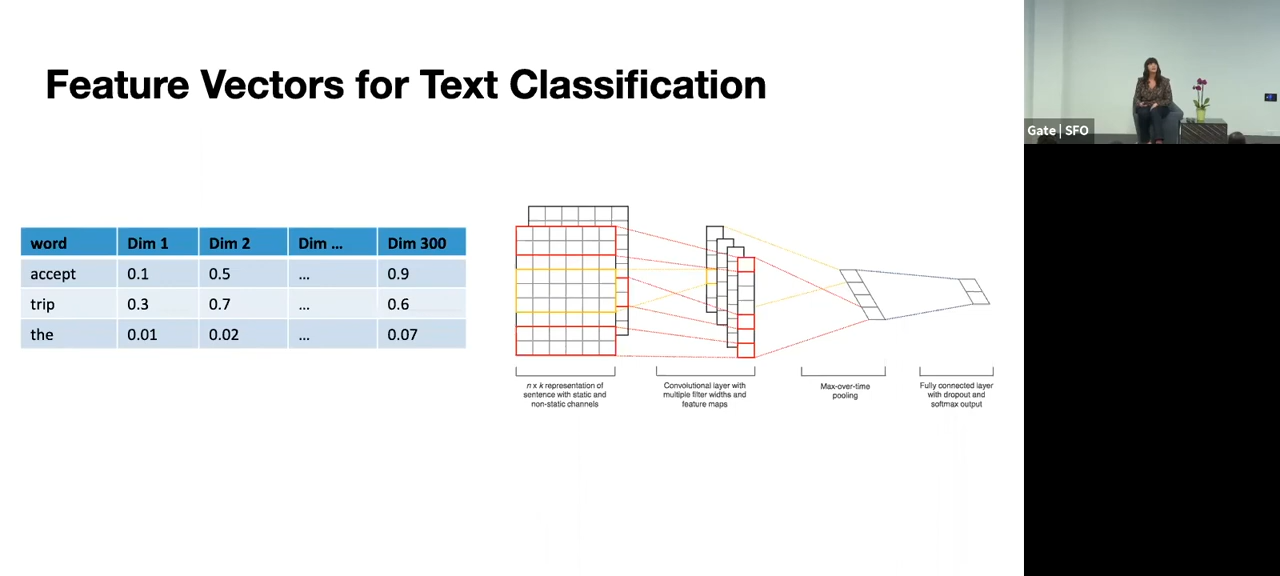 Feature Vectors for Text Classification
Gate | SFO
word Dim 1 Dim 2 Dim ... Dim 300
accept 0.1 0.5 ... 0.9
trip 0.3 0.7 ... 0.6
the 0.01 0.02 ... 0.07
n x k representation of
sentence with static and
non-static channels
Convolutional layer with
multiple filter widths and
feature maps
Max-over-time
pooling
Fully connected layer
with dropout and
softmax output